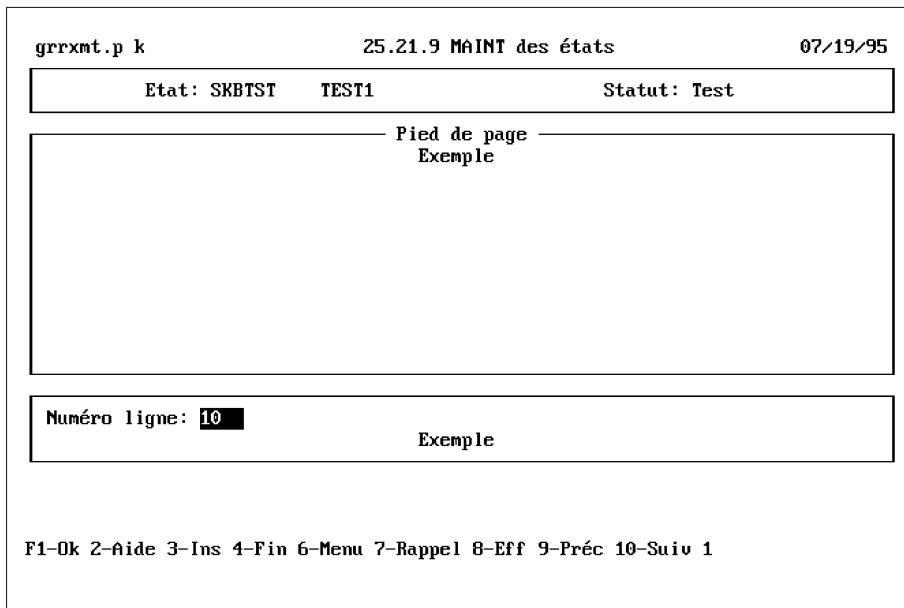 grrxmt.p k 25.21.9 MAINT des états 07/19/95
Etat: SKBTST TEST1 Statut: Test
Pied de page
Exemple
Numéro ligne: 10
Exemple
F1-Ok 2-Aide 3-Ins 4-Fin 6-Menu 7-Rappel 8-Eff 9-Préc 10-Suiv 1